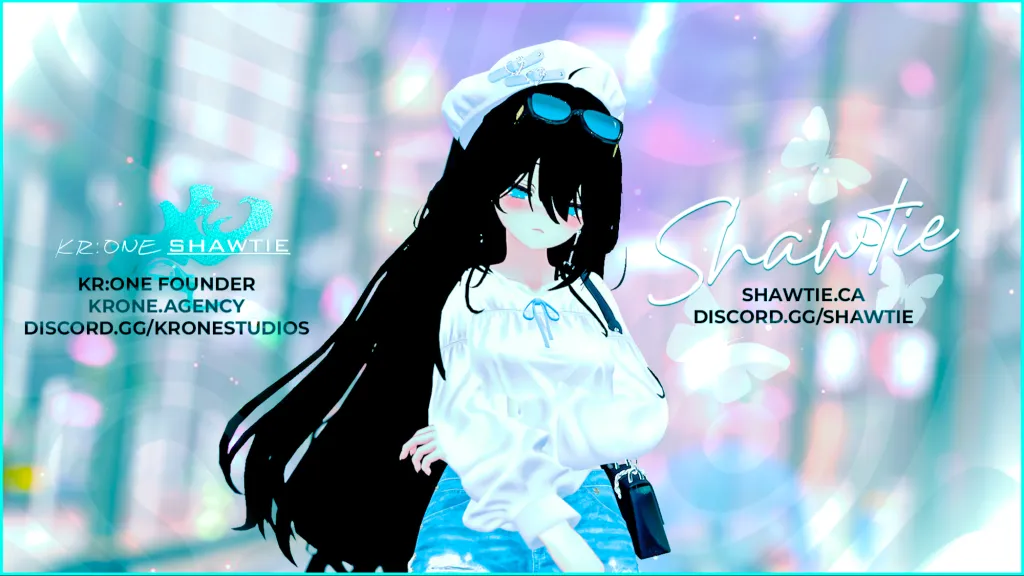 KR:ONE SHAWTIE
KR:ONE FOUNDER
KRONE.AGENCY
DISCORD.GG/KRONESTUDIOS
Shawtie
SHAWTIE.CA
DISCORD.GG/SHAWTIE